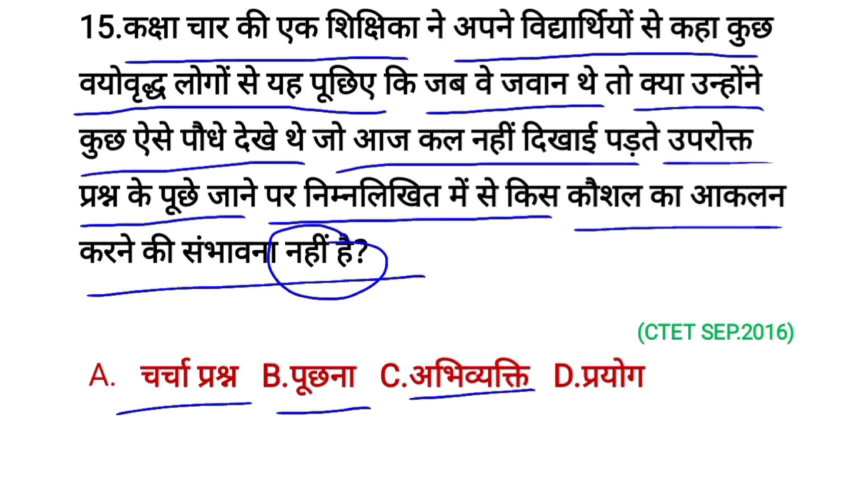 15.कक्षा चार की एक शिक्षिका ने अपने विद्यार्थियों से कहा कुछ
वयोवृद्ध लोगों से यह पूछिए कि जब वे जवान थे तो क्या उन्होंने
कुछ ऐसे पौधे देखे थे जो आज कल नहीं दिखाई पड़ते उपरोक्त
प्रश्न के पूछे जाने पर निम्नलिखित में से किस कौशल का आकलन
करने की संभावना नहीं है?
(CTET SEP.2016)
A. चर्चा प्रश्न B.पूछना C.अभिव्यक्ति D.प्रयोग